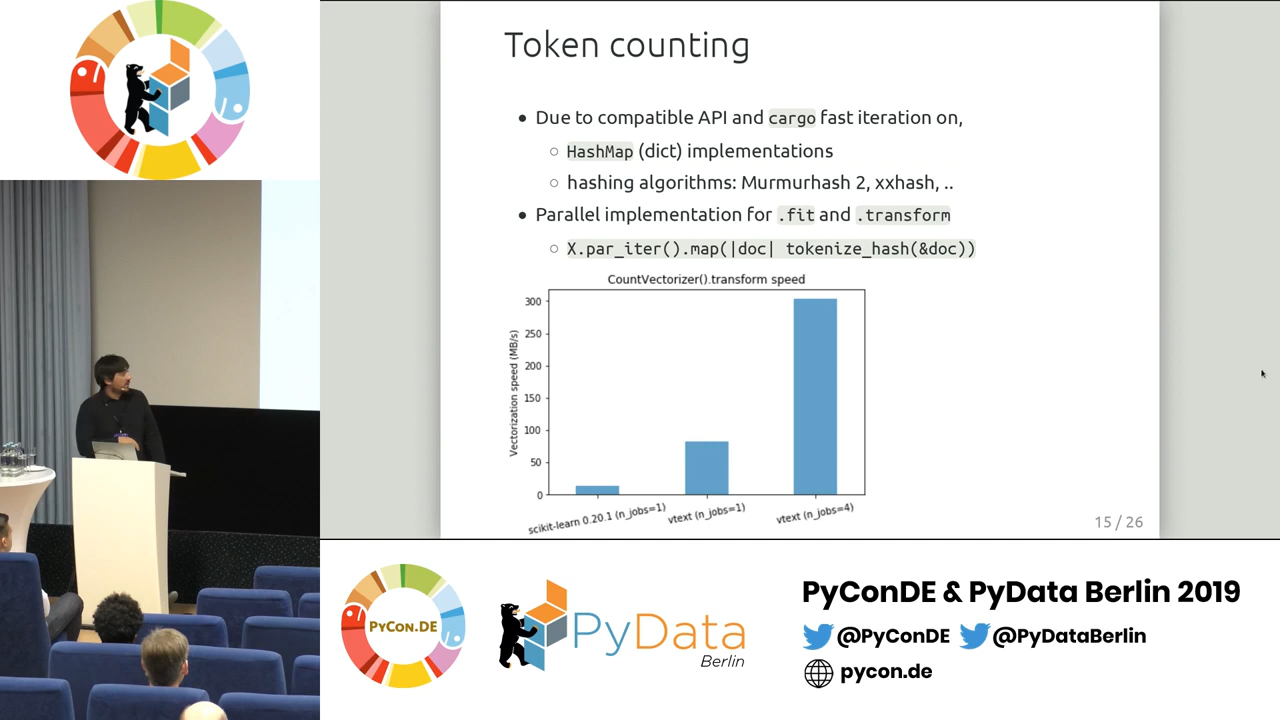 Token counting
Due to compatible API and cargo fast iteration on,
HashMap (dict) implementations
hashing algorithms: Murmurhash 2, xxhash, ..
Parallel implementation for .fit and .transform
X.par_iter().map(|doc| tokenize_hash(&doc))
CountVectorizer().transform speed
Vectorization speed (MB/s)
300
250
200
150
100
50
0
scikit-learn 0.20.1 (n_jobs=1)
vtext (n_jobs=1)
vtext (n_jobs=4)
15 / 26
PyCon.DE
PyData
Berlin
PyConDE & PyData Berlin 2019
@PyConDE @PyDataBerlin
pycon.de